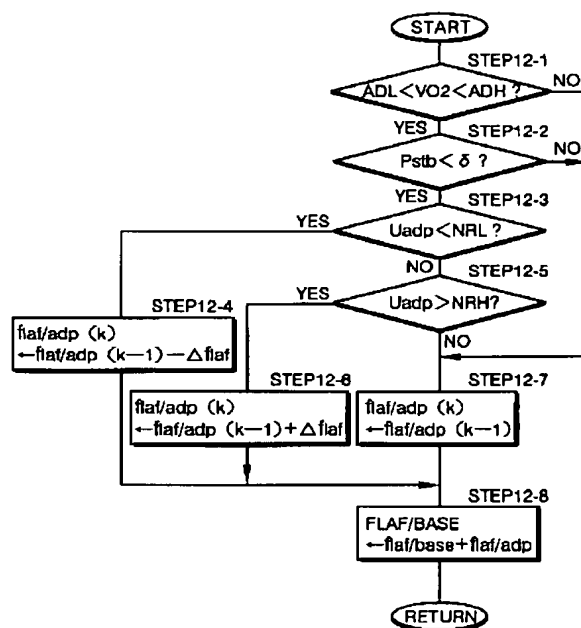 START
STEP12-1
ADL<VO2<ADH ?
NO
YES
STEP12-2
Pstb< δ ?
NO
YES
STEP12-3
Uadp<NRL ?
YES
NO
STEP12-5
Uadp>NRH?
YES
NO
STEP12-4
flaf/adp (k)
←flaf/adp (k-1) - △flaf
STEP12-6
flaf/adp (k)
←flaf/adp (k-1) + △flaf
STEP12-7
flaf/adp (k)
←flaf/adp (k-1)
STEP12-8
FLAF/BASE
←flaf/base+flaf/adp
RETURN